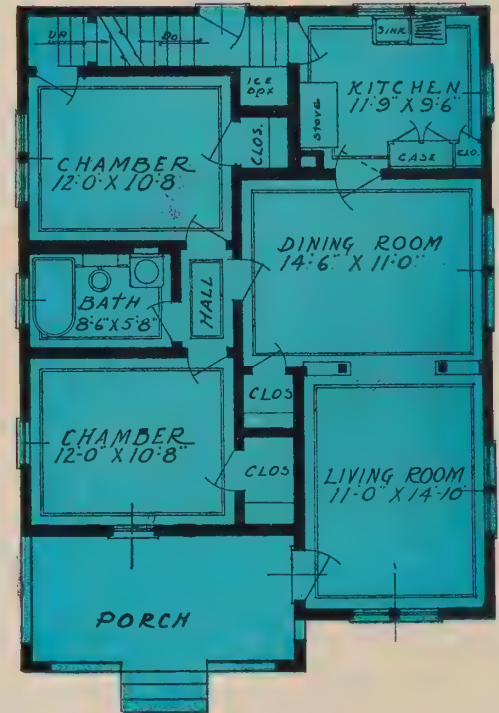 UP
DO
SINK
ICE
BOX
KITCHEN
11'-9" X 9'-6"
STOVE
CLOS.
CASE
CLO.
CHAMBER
12'-0" X 10'-8"
DINING ROOM
14'-6" X 11'-0"
HALL
BATH
8'-6" X 5'-8"
CLOS
CHAMBER
12'-0" X 10'-8"
CLOS
LIVING ROOM
11'-0" X 14'-10"
PORCH